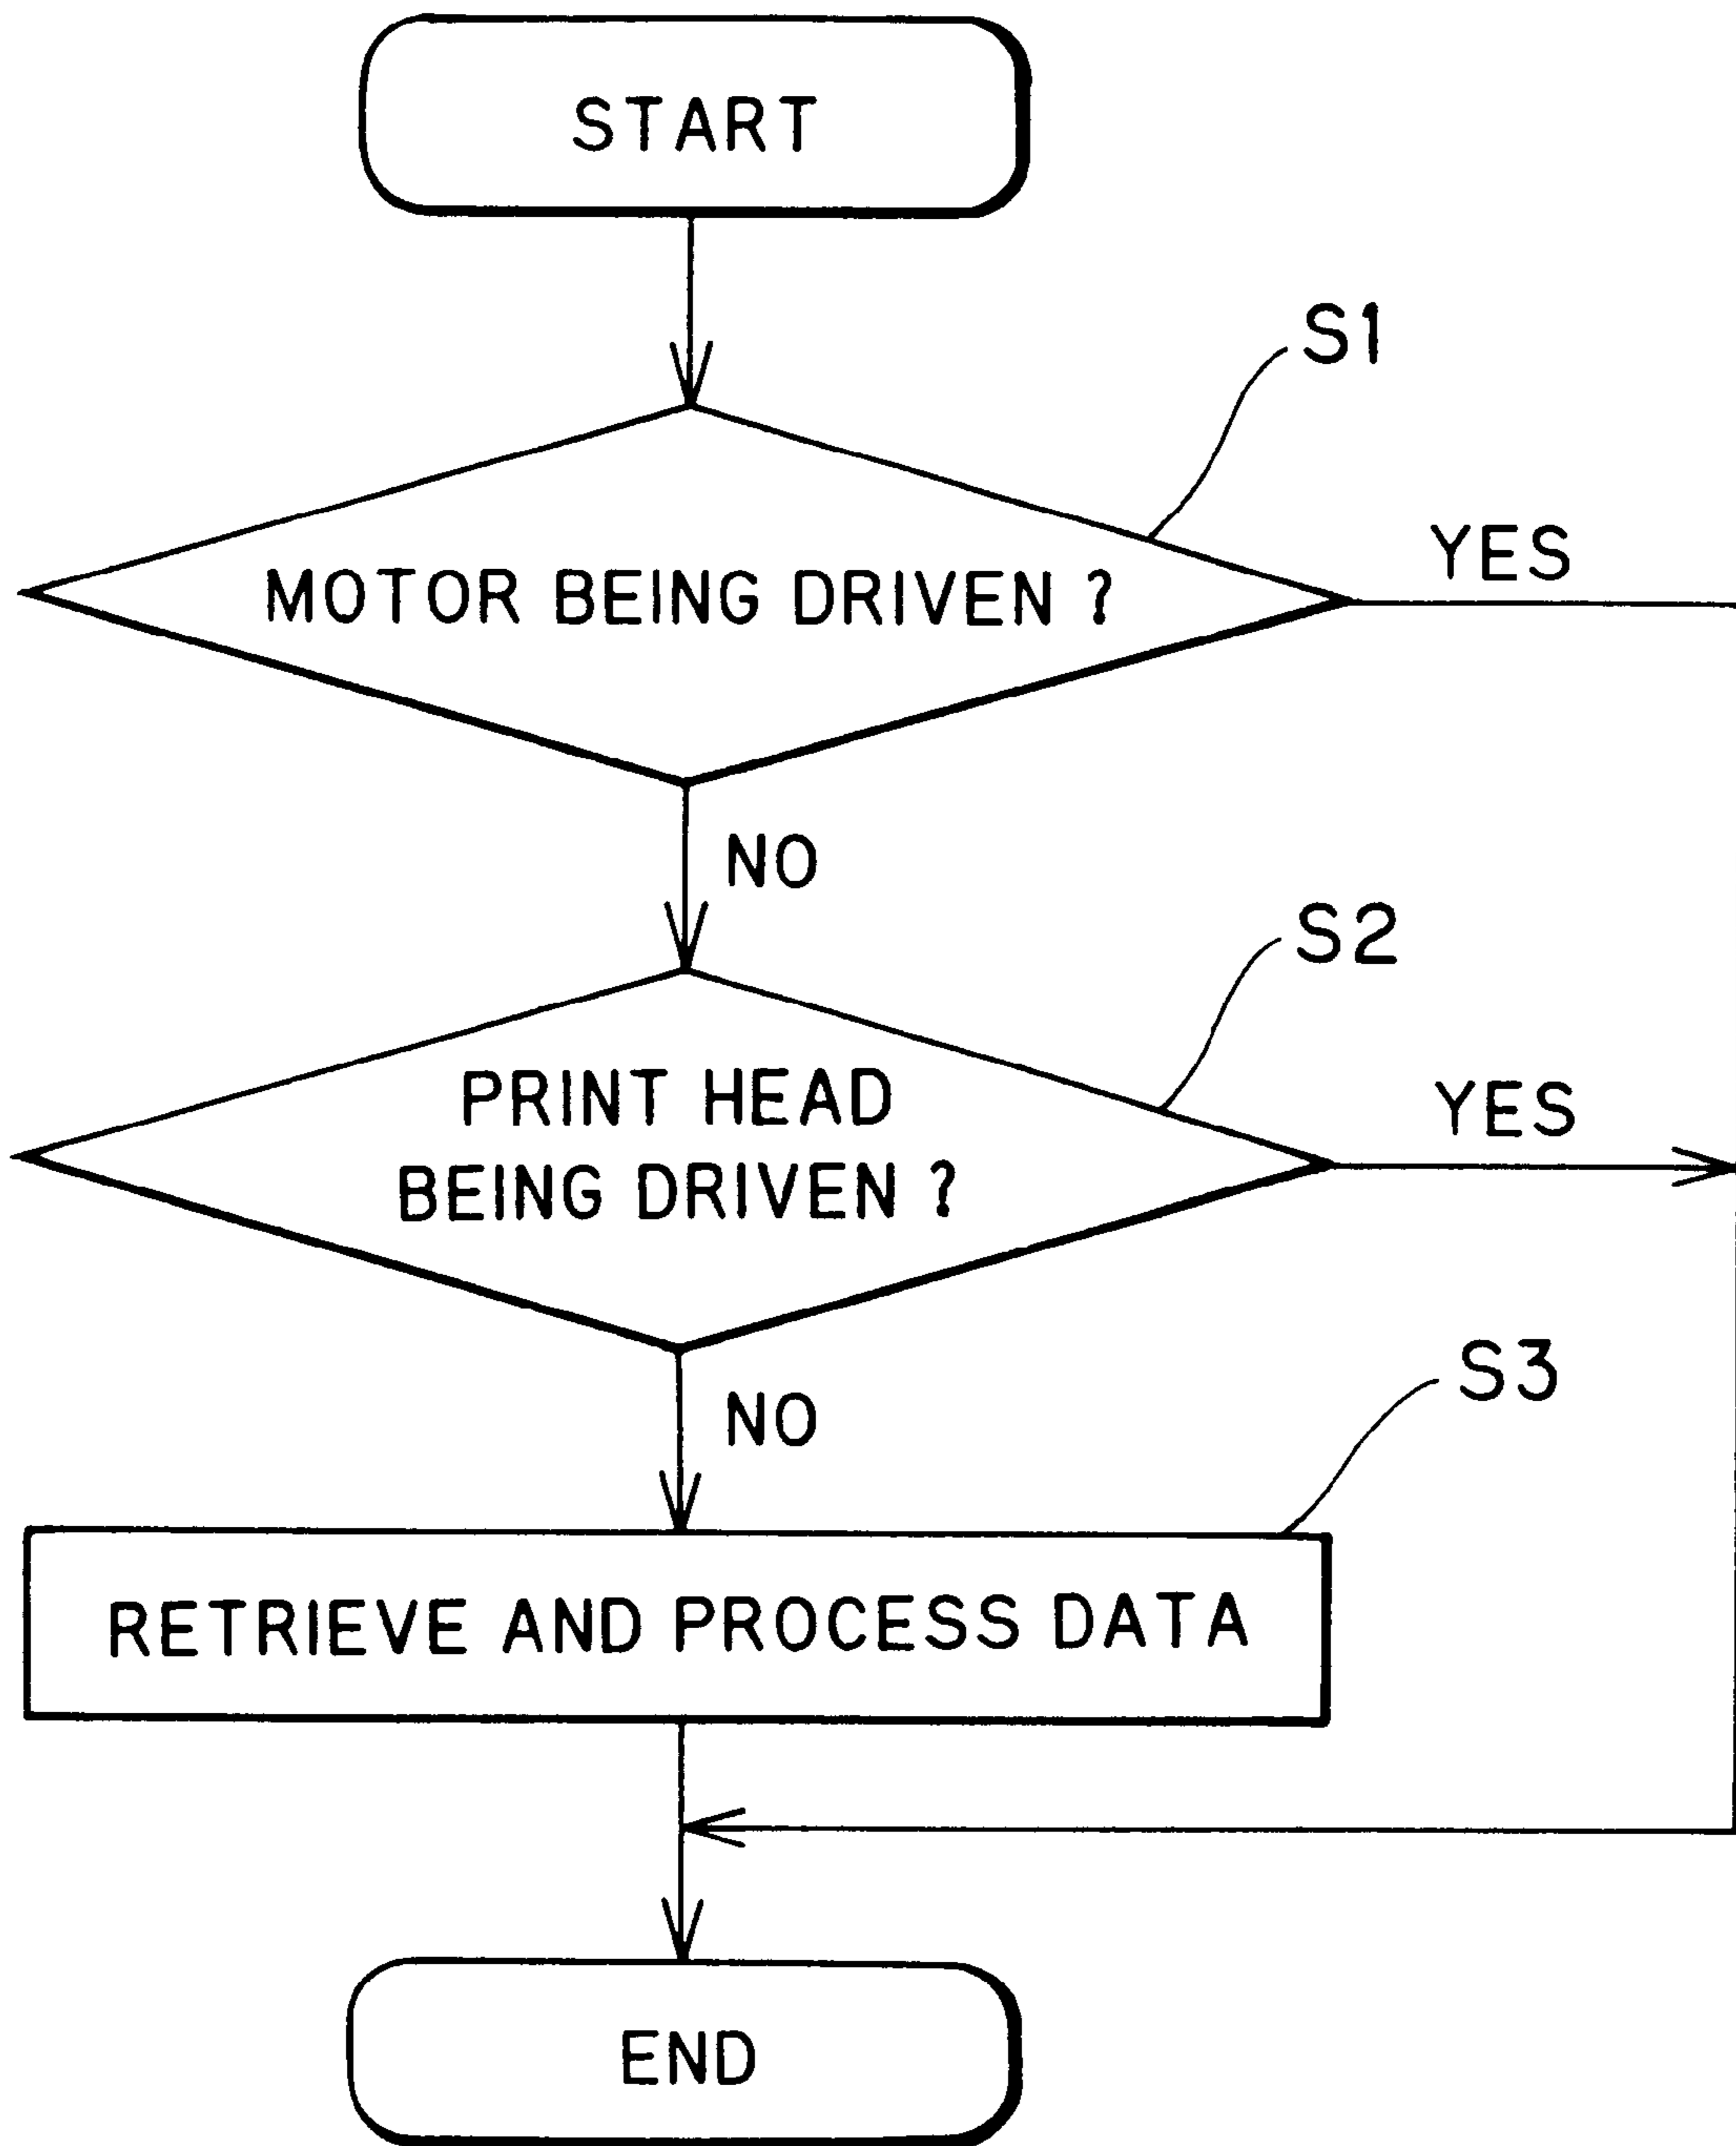 START
S1
MOTOR BEING DRIVEN ?
YES
NO
S2
PRINT HEAD
BEING DRIVEN ?
YES
NO
S3
RETRIEVE AND PROCESS DATA
END